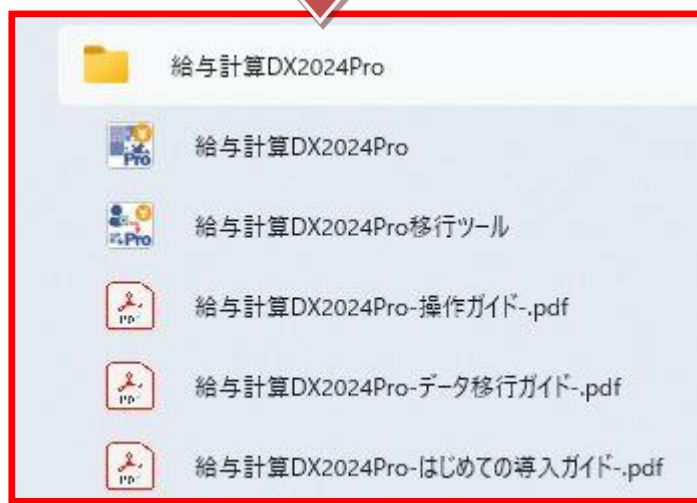 給与計算DX2024Pro
Pro
給与計算DX2024Pro
Pro
給与計算DX2024Pro移行ツール
PDF
給与計算DX2024Pro-操作ガイド-.pdf
PDF
給与計算DX2024Pro-データ移行ガイド-.pdf
PDF
給与計算DX2024Pro-はじめての導入ガイド-.pdf